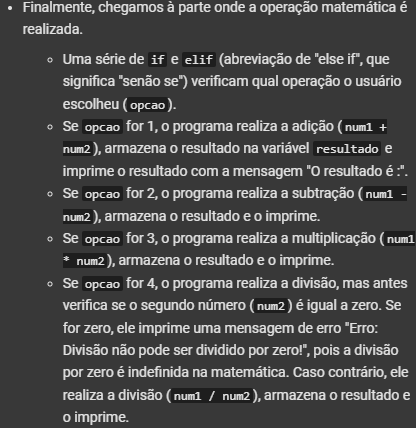 • Finalmente, chegamos à parte onde a operação matemática é
realizada.
◦ Uma série de if e elif (abreviação de "else if", que
significa "senão se") verificam qual operação o usuário
escolheu (opcao).
◦ Se opcao for 1, o programa realiza a adição (num1 +
num2), armazena o resultado na variável resultado e
imprime o resultado com a mensagem "O resultado é :".
◦ Se opcao for 2, o programa realiza a subtração (num1 -
num2), armazena o resultado e o imprime.
◦ Se opcao for 3, o programa realiza a multiplicação (num1
* num2), armazena o resultado e o imprime.
◦ Se opcao for 4, o programa realiza a divisão, mas antes
verifica se o segundo número (num2) é igual a zero. Se
for zero, ele imprime uma mensagem de erro "Erro:
Divisão não pode ser dividido por zero!", pois a divisão
por zero é indefinida na matemática. Caso contrário, ele
realiza a divisão (num1 / num2), armazena o resultado e
o imprime.